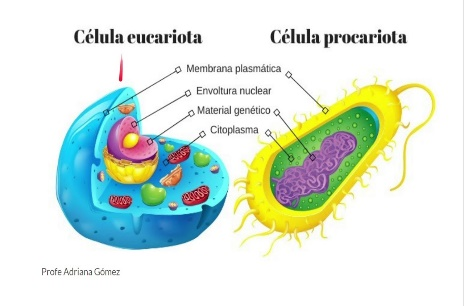 Célula eucariota
Célula procariota
Membrana plasmática
Envoltura nuclear
Material genético
Citoplasma
Profe Adriana Gómez